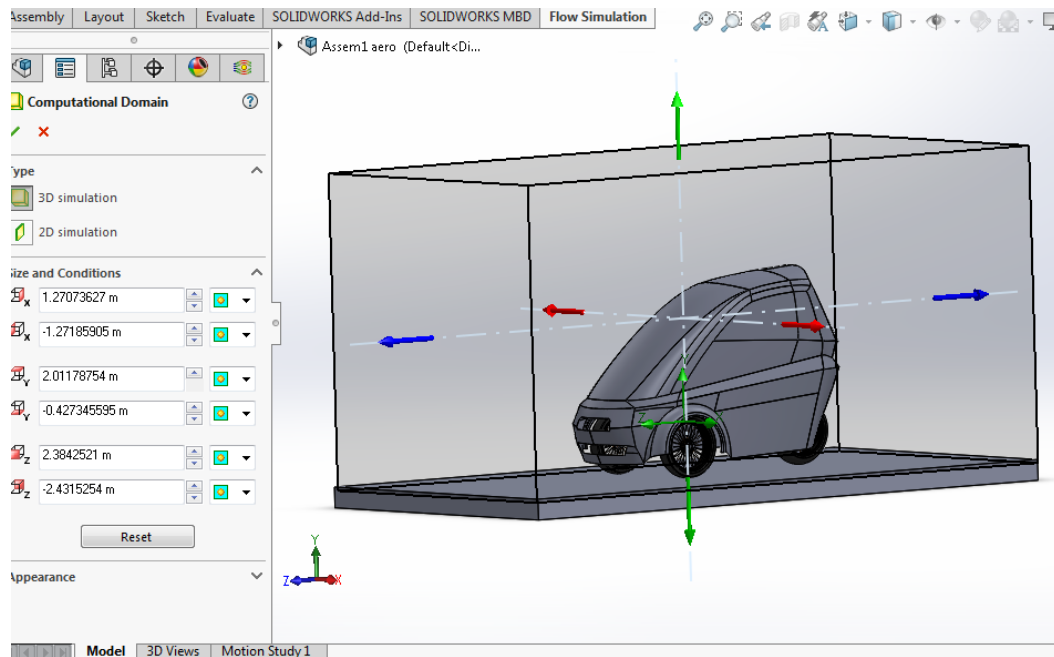 Assembly Layout Sketch Evaluate SOLIDWORKS Add-Ins SOLIDWORKS MBD Flow Simulation
Assem1 aero (Default<Di...
Computational Domain
Type
3D simulation
2D simulation
Size and Conditions
X 1.27073627 m
X -1.27185905 m
Y 2.01178754 m
Y -0.427345595 m
Z 2.3842521 m
Z -2.4315254 m
Reset
Appearance
Y
Z X
Model 3D Views Motion Study 1